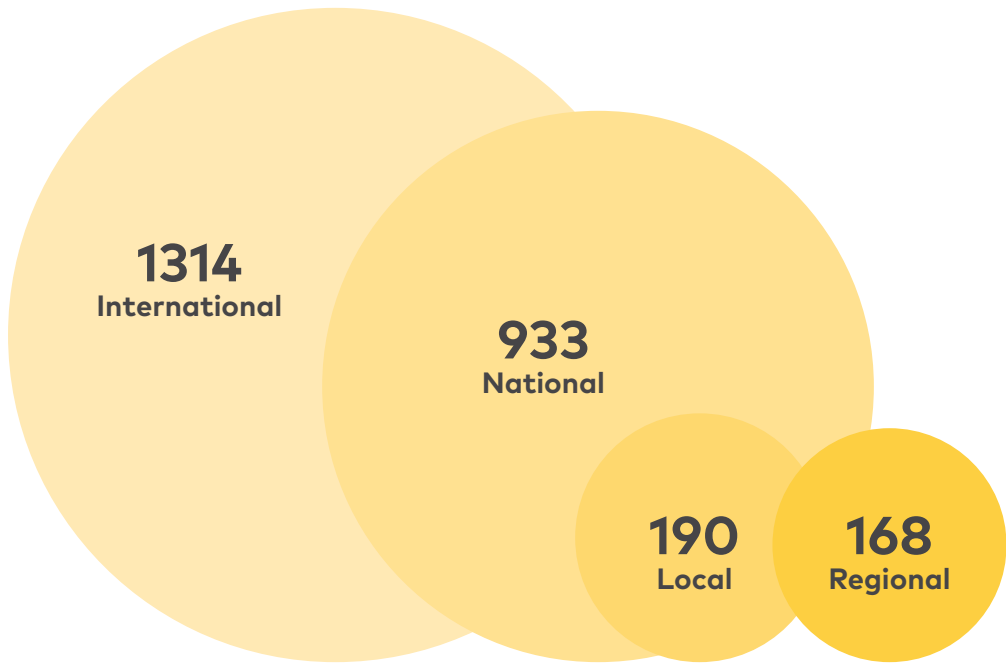 1314
International
933
National
190
Local
168
Regional